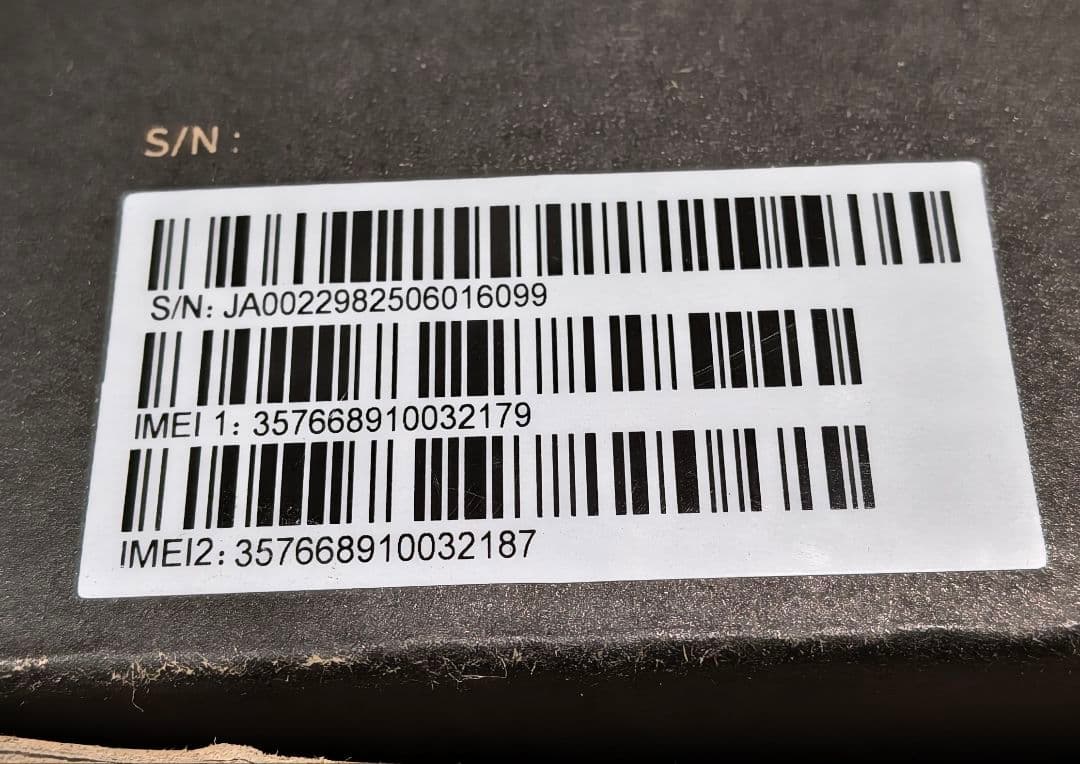 S/N :
S/N: JA0022982506016099
IMEI 1: 357668910032179
IMEI2: 357668910032187